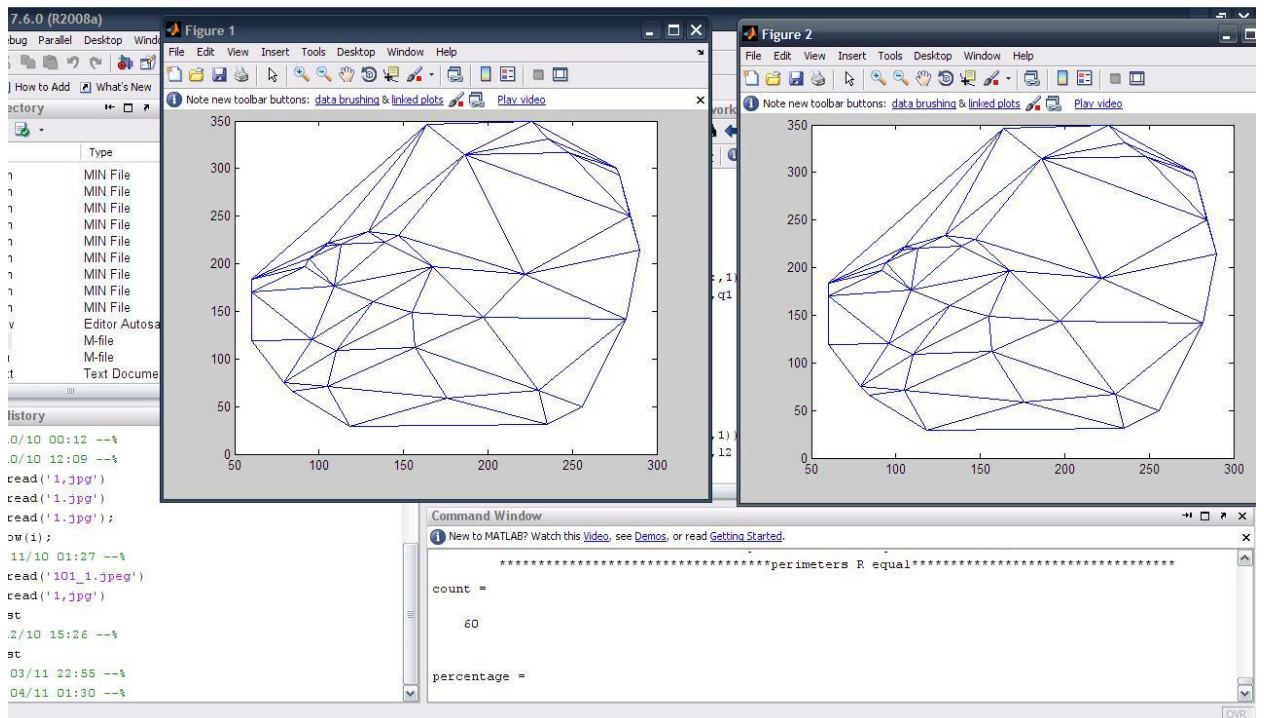 7.6.0 (R2008a)
Parallel Desktop
How to Add What's New
Type
MIN File
MIN File
MIN File
MIN File
MIN File
MIN File
MIN File
MIN File
MIN File
Editor Autosa
M-file
M-file
Text Docume
Figure 1
File Edit View Insert Tools Desktop Window Help
Note new toolbar buttons: data brushing & linked plots Play video
350
300
250
200
150
100
50
0
50 100 150 200 250 300
Figure 2
File Edit View Insert Tools Desktop Window Help
Note new toolbar buttons: data brushing & linked plots Play video
350
300
250
200
150
100
50
0
50 100 150 200 250 300
:,1)
,q1
,1))
,12
0/10 00:12 --%
0/10 12:09 --%
read('1,jpg')
read('1.jpg')
read('1.jpg');
ow(i);
11/10 01:27 --%
read('101_1.jpeg')
read('1,jpg')
st
2/10 15:26 --%
st
03/11 22:55 --%
04/11 01:30 --%
Command Window
New to MATLAB? Watch this Video, see Demos, or read Getting Started.
***********************************perimeters R equal**********************************
count =
60
percentage =
OVR